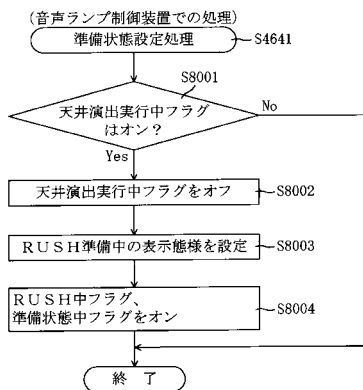 (音声ランプ制御装置での処理)
準備状態設定処理
S4641
S8001
天井演出実行中フラグ
はオン?
No
Yes
天井演出実行中フラグをオフ
S8002
RUSH準備中の表示態様を設定
S8003
RUSH中フラグ、
準備状態中フラグをオン
S8004
終 了